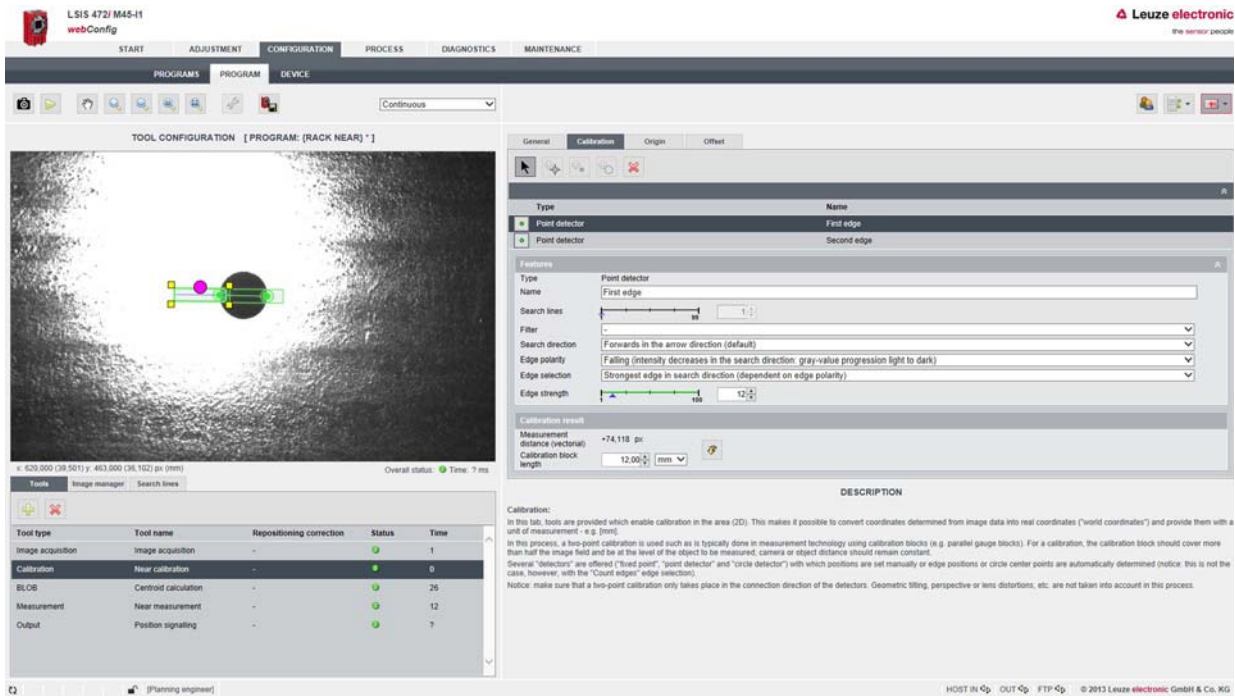 LSIS 472i M45-I1
webConfig
Leuze electronic
the sensor people
START ADJUSTMENT CONFIGURATION PROCESS DIAGNOSTICS MAINTENANCE
PROGRAMS PROGRAM DEVICE
Continuous
TOOL CONFIGURATION [ PROGRAM: (RACK NEAR) * ]
x: 620,000 (39,501) y: 463,000 (36,102) px (mm)
Overall status: Time: ? ms
Tools Image manager Search lines
Tool type Tool name Repositioning correction Status Time
Image acquisition Image acquisition - 1
Calibration Near calibration - 0
BLOB Centroid calculation - 26
Measurement Near measurement - 12
Output Position signalling - ?
General Calibration Origin Offset
Type Name
Point detector First edge
Point detector Second edge
Features
Type Point detector
Name First edge
Search lines 1 99 1
Filter -
Search direction Forwards in the arrow direction (default)
Edge polarity Falling (intensity decreases in the search direction: gray-value progression light to dark)
Edge selection Strongest edge in search direction (dependent on edge polarity)
Edge strength 1 100 12
Calibration result
Measurement distance (vectorial) +74,118 px
Calibration block length 12,00 mm
DESCRIPTION
Calibration:
In this tab, tools are provided which enable calibration in the area (2D). This makes it possible to convert coordinates determined from image data into real coordinates ("world coordinates") and provide them with a
unit of measurement - e.g. [mm].
In this process, a two-point calibration is used such as is typically done in measurement technology using calibration blocks (e.g. parallel gauge blocks). For a calibration, the calibration block should cover more
than half the image field and be at the level of the object to be measured, camera or object distance should remain constant.
Several "detectors" are offered ("fixed point", "point detector" and "circle detector") with which positions are set manually or edge positions or circle center points are automatically determined (notice: this is not the
case, however, with the "Count edges" edge selection).
Notice: make sure that a two-point calibration only takes place in the connection direction of the detectors. Geometric tilting, perspective or lens distortions, etc. are not taken into account in this process.
[Planning engineer]
HOST IN OUT FTP © 2013 Leuze electronic GmbH & Co. KG